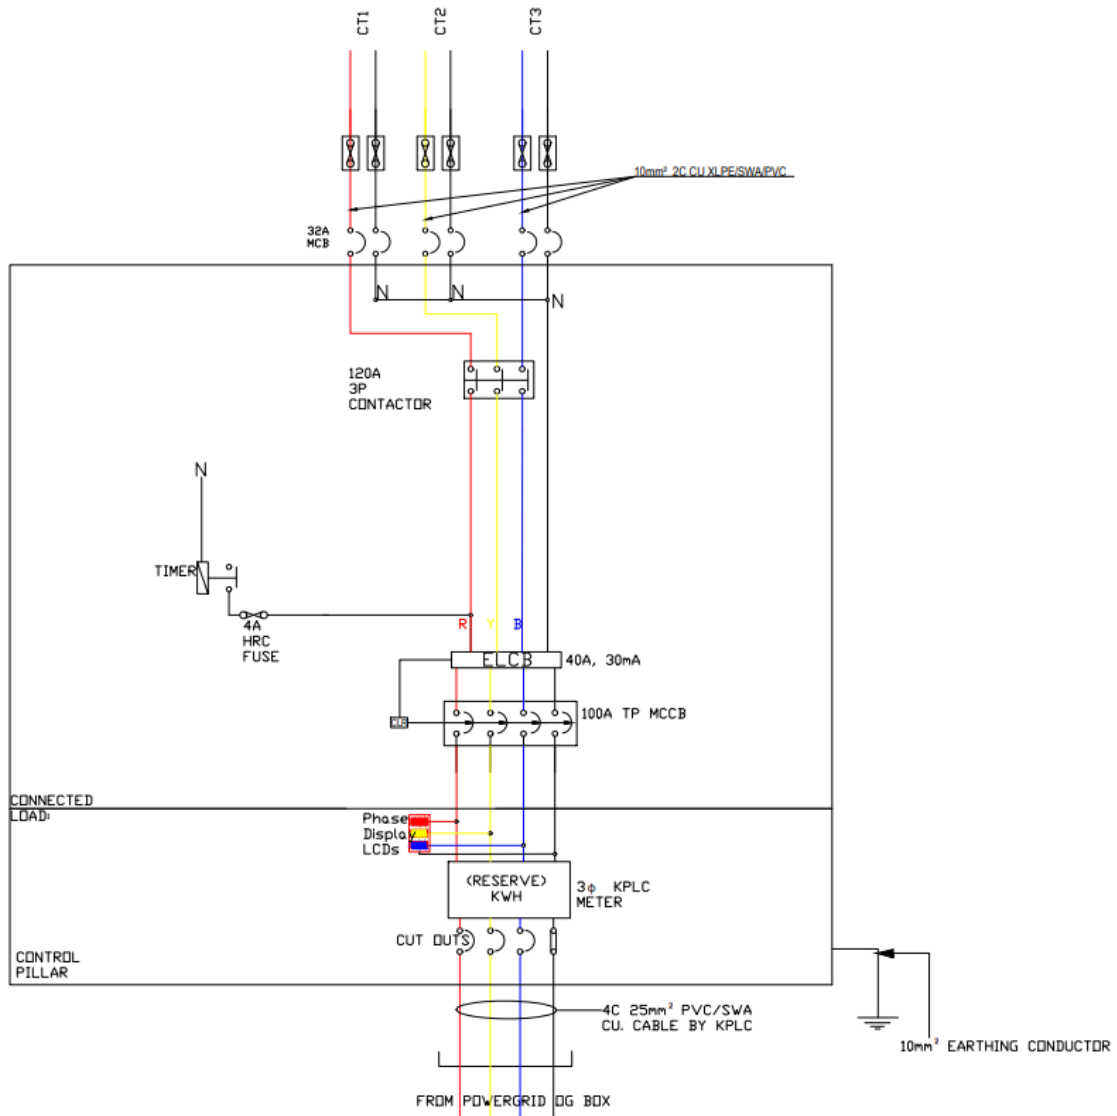 CT1
CT2
CT3
10mm² 2C CU XLPE/SWA/PVC
32A
MCB
N
N
N
120A
3P
CONTACTOR
N
TIMER
4A
HRC
FUSE
R
Y
B
ELCB
40A, 30mA
100A TP MCCB
CONNECTED
LOAD:
Phase
Display
LCDs
(RESERVE)
KWH
3ϕ KPLC
METER
CUT OUTS
CONTROL
PILLAR
4C 25mm² PVC/SWA
CU. CABLE BY KPLC
10mm² EARTHING CONDUCTOR
FROM POWERGRID OG BOX